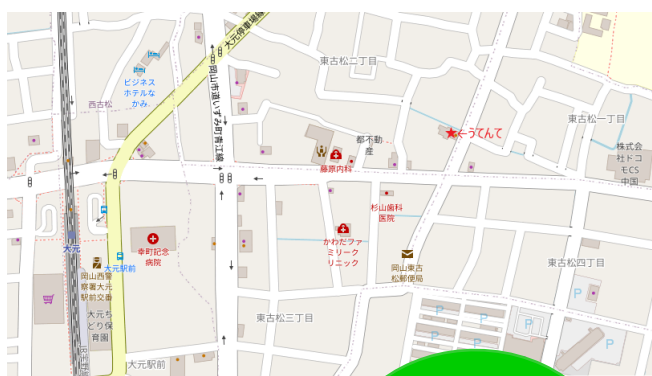 大元停車場線
東古松二丁目
ビジネス
ホテルな
かみ.
岡山市道いずみ町青江線
西古松
東古松一丁目
←うてんて
都不動
産
株式会
社ドコ
モCS
中国
藤原内科
杉山歯科
医院
大元
幸町記念
病院
かわだファ
ミリーク
リニック
岡山東古
松郵便局
東古松四丁目
大元駅前
岡山西警
察署大元
駅前交番
大元ち
どり保
育園
東古松三丁目
大元駅前
P
P
P
P
P